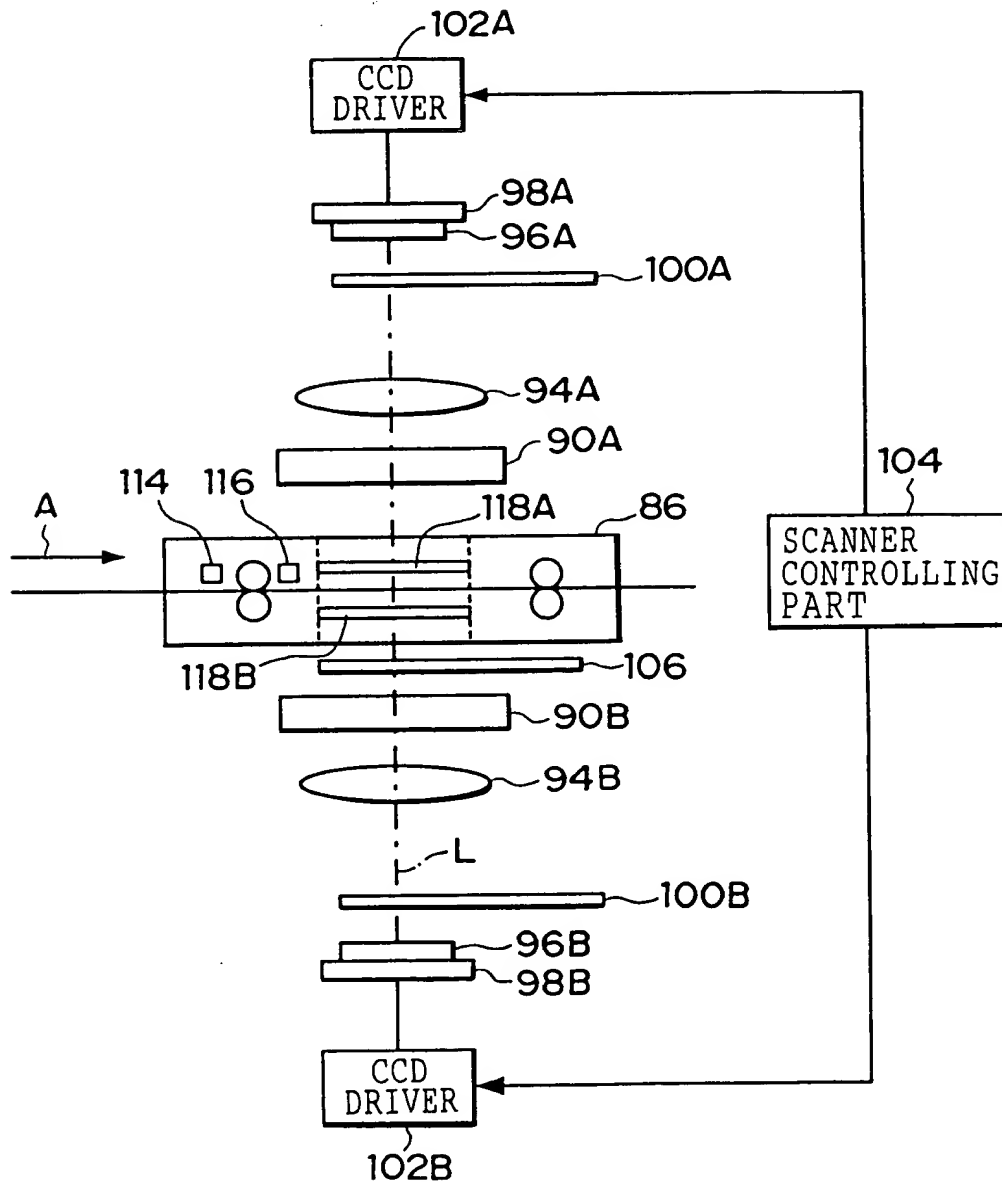 102A
CCD
DRIVER
98A
96A
100A
94A
90A
104
114
116
118A
86
A
SCANNER
CONTROLLING
PART
118B
106
90B
94B
L
100B
96B
98B
CCD
DRIVER
102B